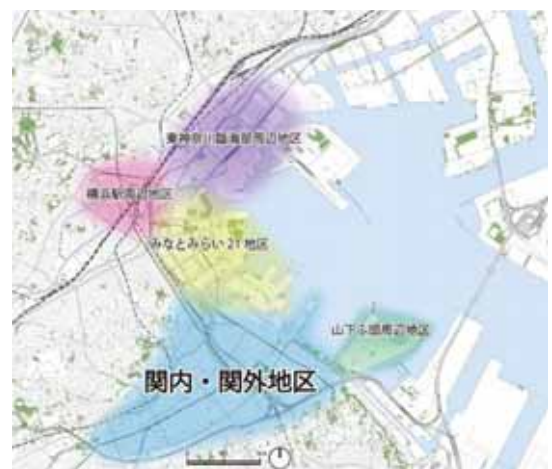 東神奈川臨海部周辺地区
横浜駅周辺地区
みなとみらい21地区
山下ふ頭周辺地区
関内・関外地区